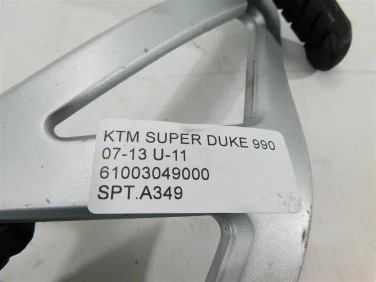 KTM SUPER DUKE 990
07-13 U-11
61003049000
SPT.A349